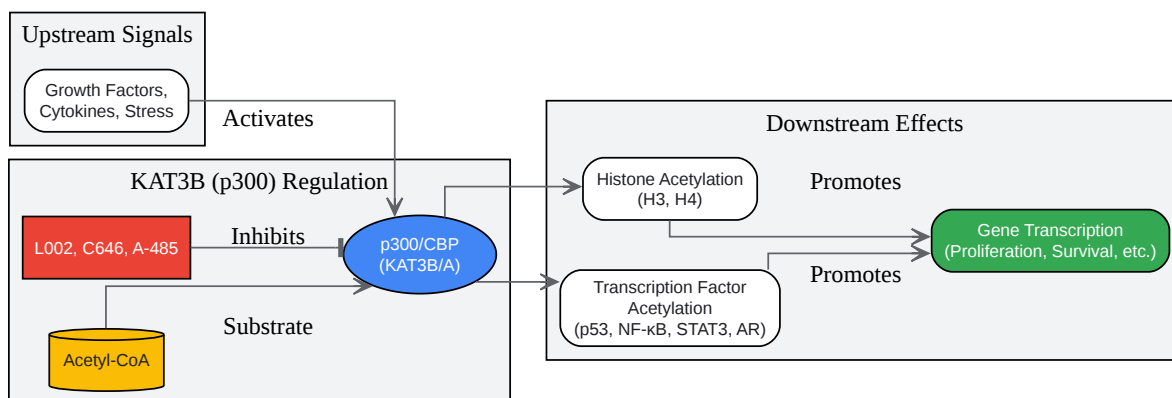 Upstream Signals
Growth Factors,
Cytokines, Stress
Activates
KAT3B (p300) Regulation
L002, C646, A-485
Inhibits
p300/CBP
(KAT3B/A)
Substrate
Acetyl-CoA
Downstream Effects
Histone Acetylation
(H3, H4)
Promotes
Gene Transcription
(Proliferation, Survival, etc.)
Promotes
Transcription Factor
Acetylation
(p53, NF-κB, STAT3, AR)